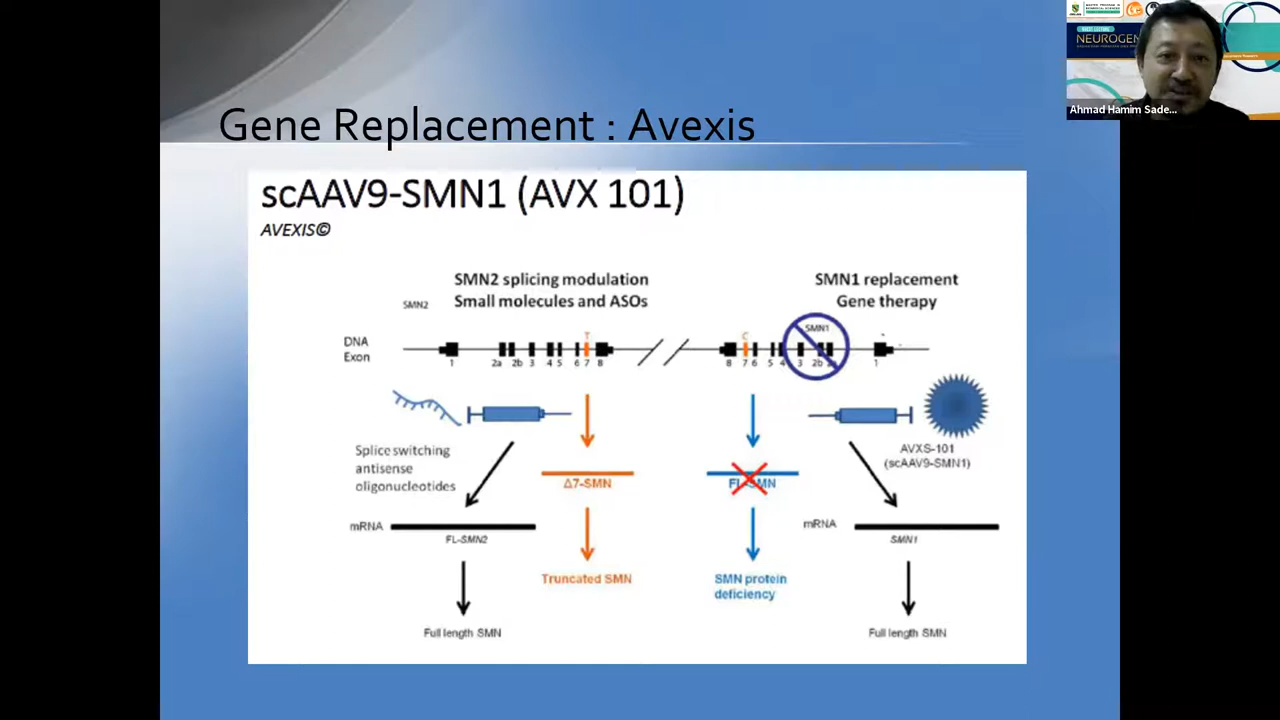 Gene Replacement : Avexis
scAAV9-SMN1 (AVX 101)
AVEXIS©
SMN2 splicing modulation
Small molecules and ASOs
SMN2
DNA
Exon
T
1 2a 2b 3 4 5 6 7 8
SMN1 replacement
Gene therapy
SMN1
C
8 7 6 5 4 3 2b 1
Splice switching
antisense
oligonucleotides
Δ7-SMN
FL-SMN
AVXS-101
(scAAV9-SMN1)
mRNA
FL-SMN2
mRNA
SMN1
Truncated SMN
SMN protein
deficiency
Full length SMN
Full length SMN
NEUROGEN
Ahmad Hamim Sade...